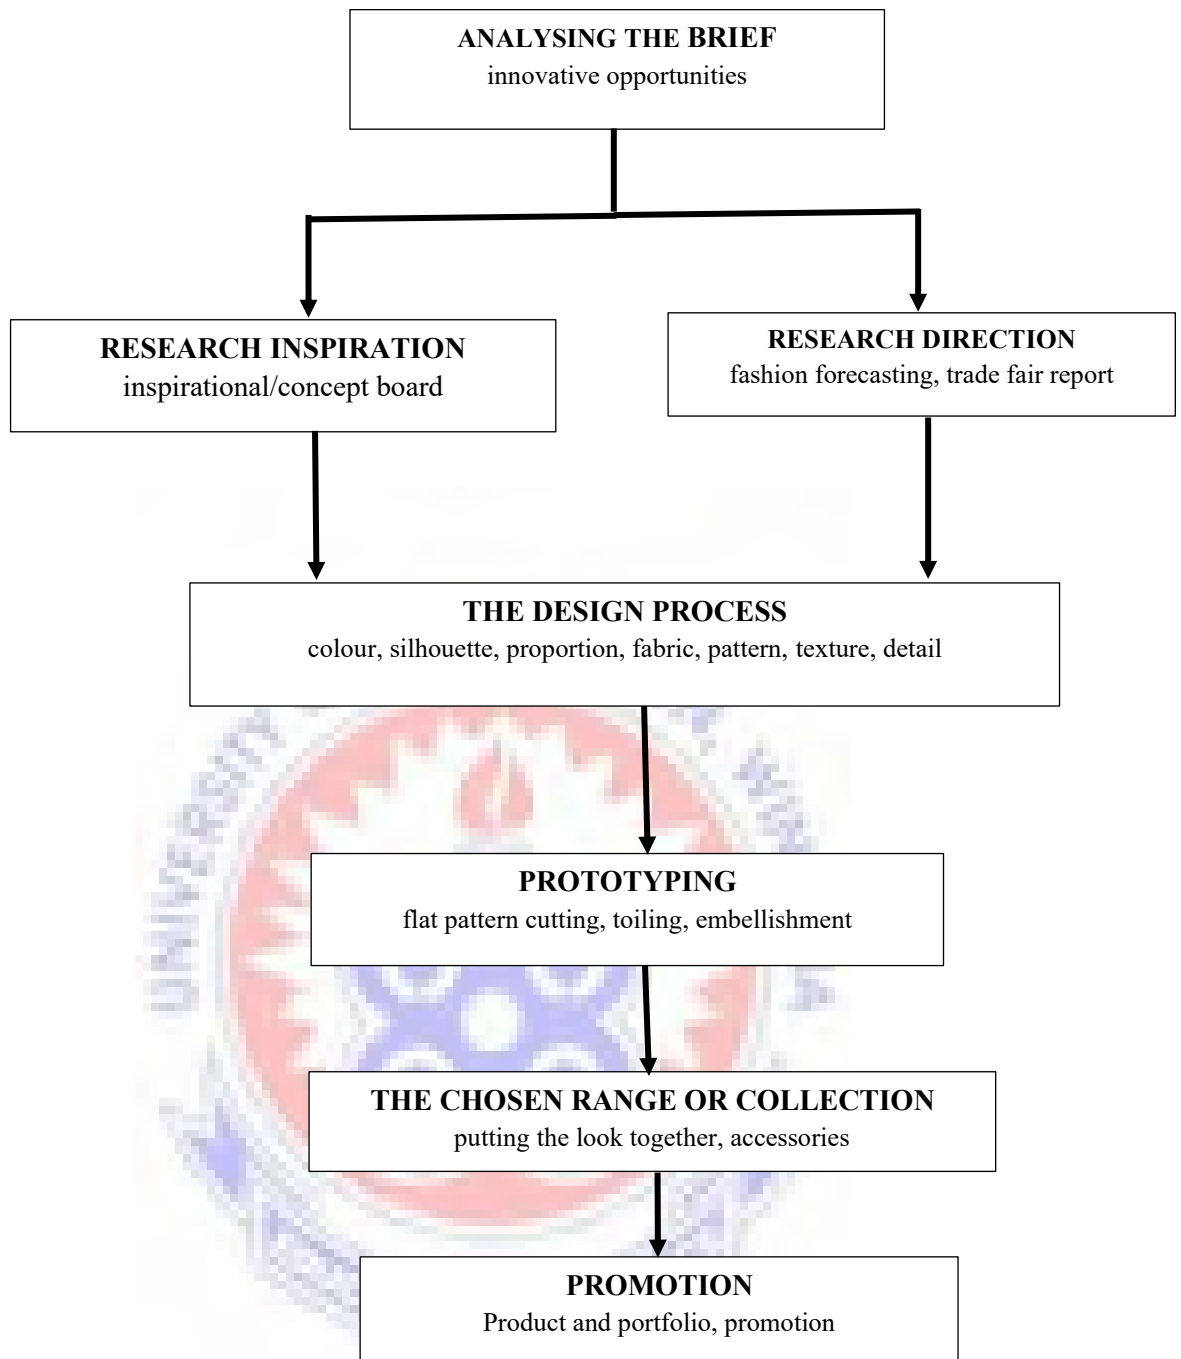 ANALYSING THE BRIEF
innovative opportunities
RESEARCH INSPIRATION
inspirational/concept board
RESEARCH DIRECTION
fashion forecasting, trade fair report
THE DESIGN PROCESS
colour, silhouette, proportion, fabric, pattern, texture, detail
UNIVERSITY
PROTOTYPING
flat pattern cutting, toiling, embellishment
THE CHOSEN RANGE OR COLLECTION
putting the look together, accessories
PROMOTION
Product and portfolio, promotion